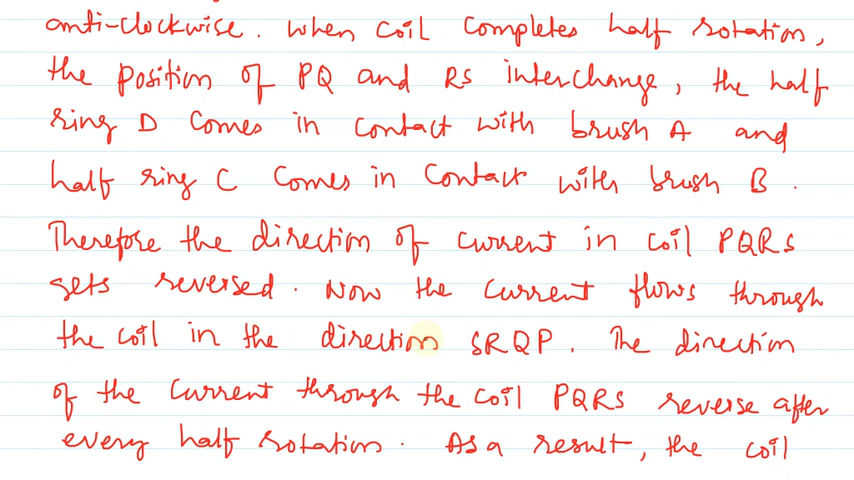 anti-clockwise. When coil completes half rotation,
the position of PQ and RS interchange, the half
ring D comes in contact with brush A and
half ring C comes in contact with brush B.
Therefore the direction of current in coil PQRS
gets reversed. Now the current flows through
the coil in the direction SRQP. The direction
of the current through the coil PQRS reverse after
every half rotation. As a result, the coil